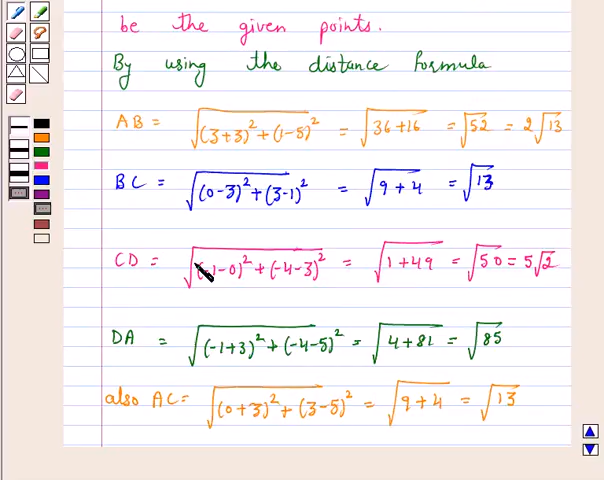 be the given points.
By using the distance formula
AB = √(3+3)² + (1-5)² = √36+16 = √52 = 2√13
BC = √(0-3)² + (3-1)² = √9+4 = √13
CD = √(-1-0)² + (-4-3)² = √1+49 = √50 = 5√2
DA = √(-1+3)² + (-4-5)² = √4+81 = √85
also AC = √(0+3)² + (3-5)² = √9+4 = √13